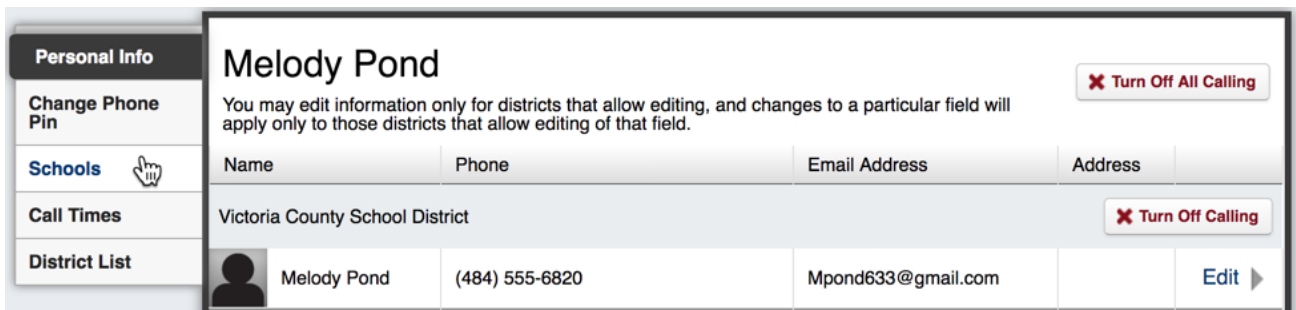 Personal Info
Change Phone
Pin
Schools
Call Times
District List
Melody Pond
Turn Off All Calling
You may edit information only for districts that allow editing, and changes to a particular field will
apply only to those districts that allow editing of that field.
Name Phone Email Address Address
Victoria County School District Turn Off Calling
Melody Pond (484) 555-6820 Mpond633@gmail.com Edit